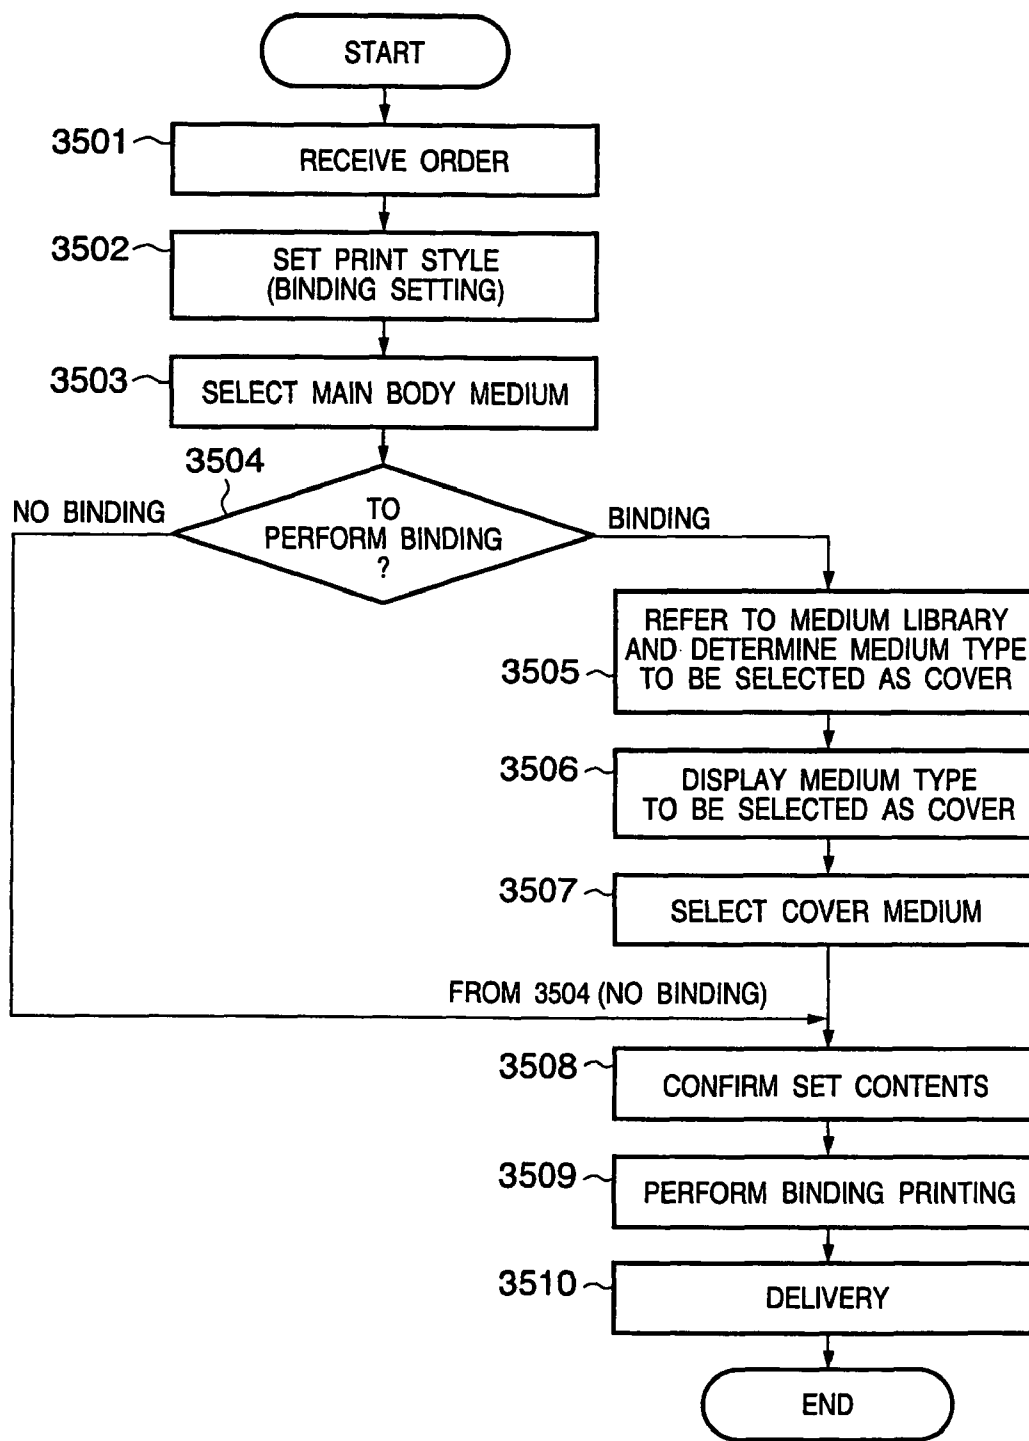 START
3501
RECEIVE ORDER
3502
SET PRINT STYLE
(BINDING SETTING)
3503
SELECT MAIN BODY MEDIUM
3504
NO BINDING
TO
PERFORM BINDING
?
BINDING
3505
REFER TO MEDIUM LIBRARY
AND DETERMINE MEDIUM TYPE
TO BE SELECTED AS COVER
3506
DISPLAY MEDIUM TYPE
TO BE SELECTED AS COVER
3507
SELECT COVER MEDIUM
FROM 3504 (NO BINDING)
3508
CONFIRM SET CONTENTS
3509
PERFORM BINDING PRINTING
3510
DELIVERY
END